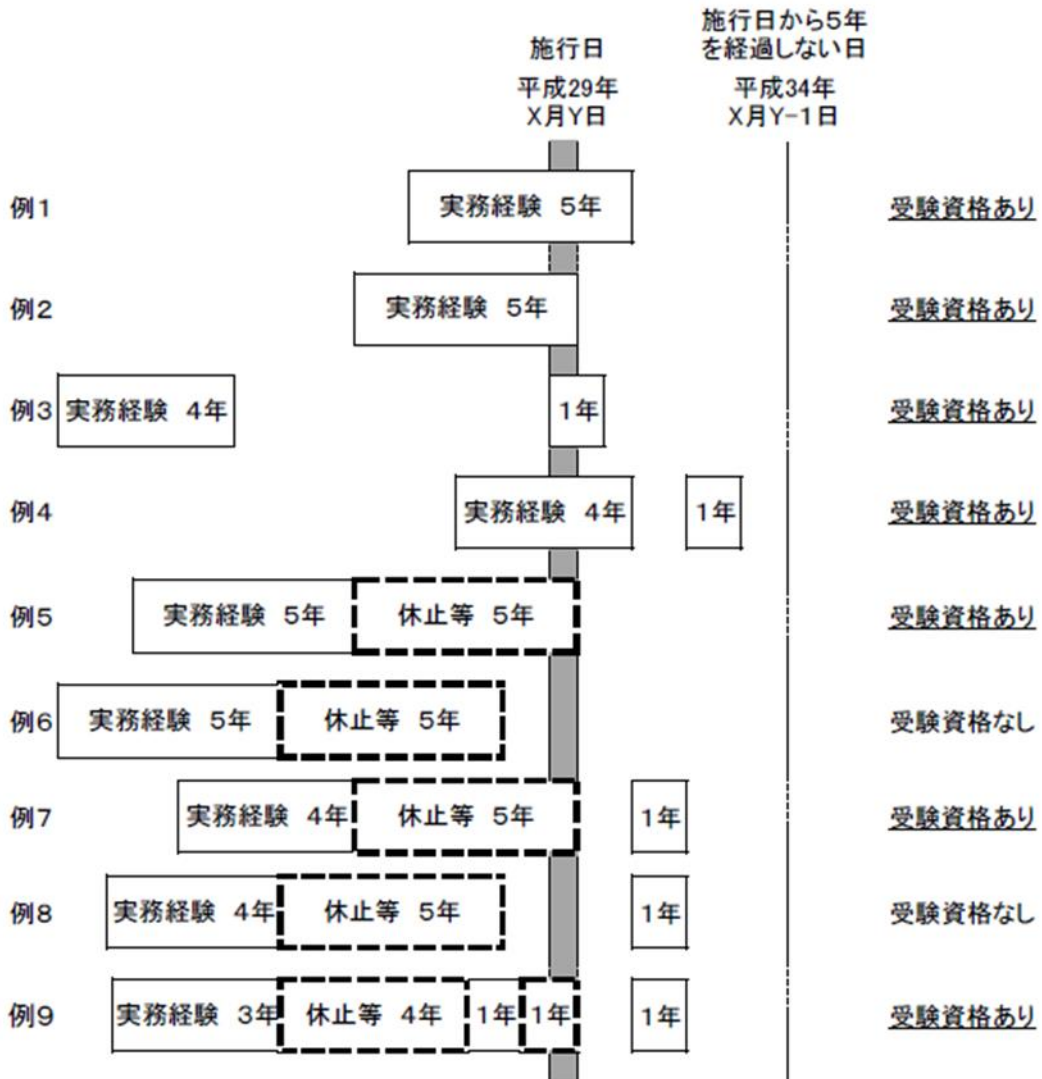 施行日
平成29年
X月Y日
施行日から5年
を経過しない日
平成34年
X月Y-1日
例1 実務経験 5年 受験資格あり
例2 実務経験 5年 受験資格あり
例3 実務経験 4年 1年 受験資格あり
例4 実務経験 4年 1年 受験資格あり
例5 実務経験 5年 休止等 5年 受験資格あり
例6 実務経験 5年 休止等 5年 受験資格なし
例7 実務経験 4年 休止等 5年 1年 受験資格あり
例8 実務経験 4年 休止等 5年 1年 受験資格なし
例9 実務経験 3年 休止等 4年 1年 1年 1年 受験資格あり